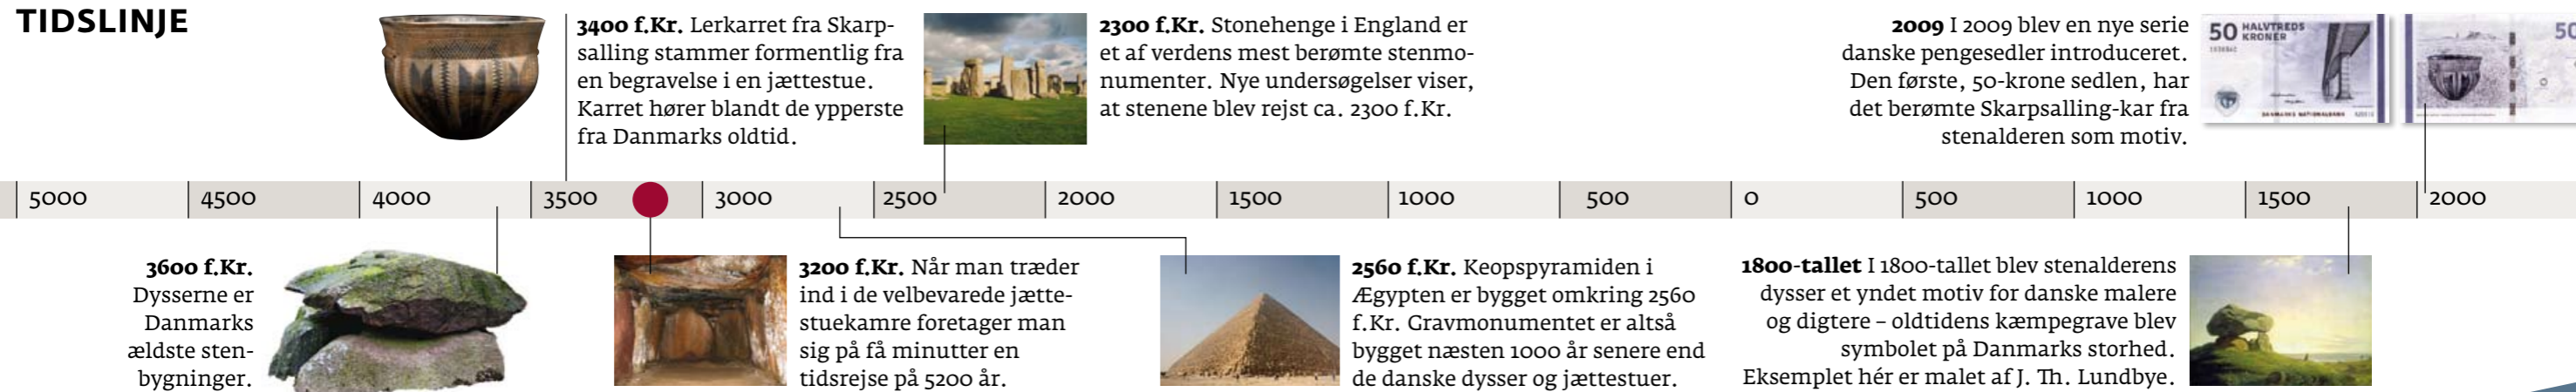 TIDSLINJE
3400 f.Kr. Lerkarret fra Skarp-
salling stammer formentlig fra
en begravelse i en jættestue.
Karret hører blandt de ypperste
fra Danmarks oldtid.
2300 f.Kr. Stonehenge i England er
et af verdens mest berømte stenmo-
numenter. Nye undersøgelser viser,
at stenene blev rejst ca. 2300 f.Kr.
2009 I 2009 blev en nye serie
danske pengesedler introduceret.
Den første, 50-krone sedlen, har
det berømte Skarpsalling-kar fra
stenalderen som motiv.
50 HALVTREDS
KRONER
DANMARKS NATIONALBANK
50
5000 4500 4000 3500 3000 2500 2000 1500 1000 500 0 500 1000 1500 2000
3600 f.Kr.
Dysserne er
Danmarks
ældste sten-
bygninger.
3200 f.Kr. Når man træder
ind i de velbevarede jætte-
stuekamre foretager man
sig på få minutter en
tidsrejse på 5200 år.
2560 f.Kr. Keopspyramiden i
Ægypten er bygget omkring 2560
f.Kr. Gravmonumentet er altså
bygget næsten 1000 år senere end
de danske dysser og jættestuer.
1800-tallet I 1800-tallet blev stenalderens
dysser et yndet motiv for danske malere
og digtere – oldtidens kæmpegrave blev
symbolet på Danmarks storhed.
Eksemplet hér er malet af J. Th. Lundbye.